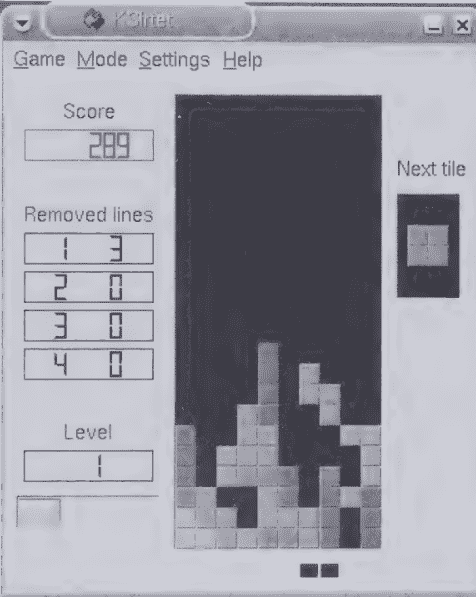 KSirtet
Game Mode Settings Help
Score
289
Next tile
Removed lines
1 3
2 0
3 0
4 0
Level
1